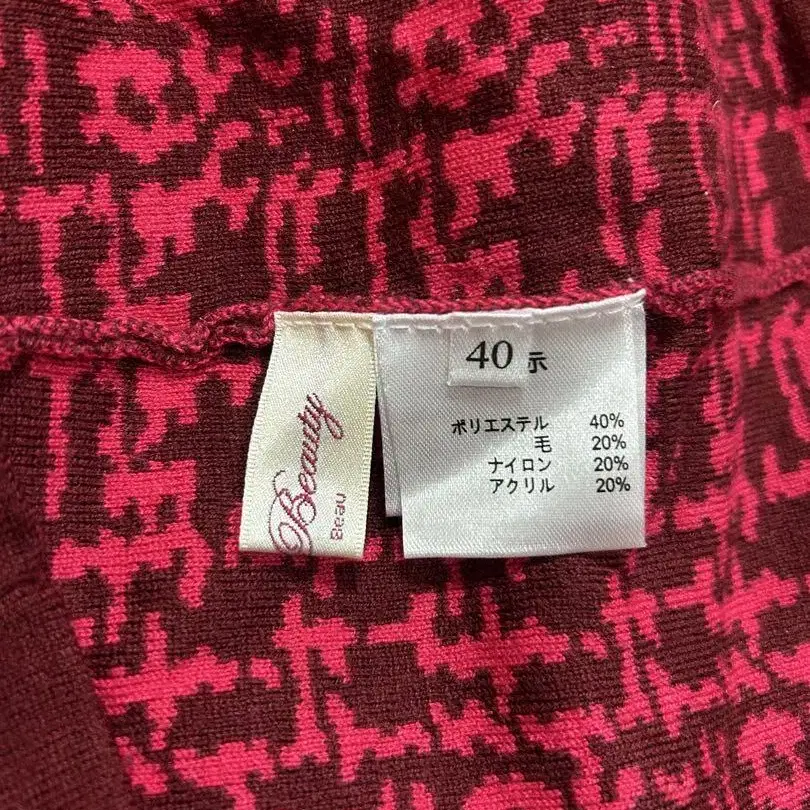 Beauty
Beau
40
示
ポリエステル 40%
毛 20%
ナイロン 20%
アクリル 20%